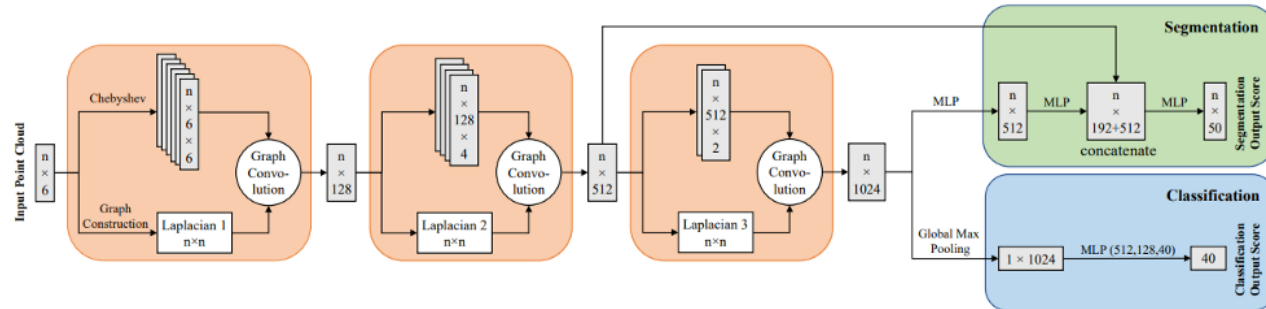 Input Point Cloud
n
×
6
Chebyshev
n
×
6
×
6
Graph
Convo-
lution
Graph
Construction
Laplacian 1
n×n
n
×
128
n
×
128
×
4
Graph
Convo-
lution
Laplacian 2
n×n
n
×
512
n
×
512
×
2
Graph
Convo-
lution
Laplacian 3
n×n
n
×
1024
Segmentation
MLP
n
×
512
MLP
n
×
192+512
concatenate
MLP
n
×
50
Segmentation
Output Score
Classification
Global Max
Pooling
1 × 1024
MLP (512,128,40)
40
Classification
Output Score